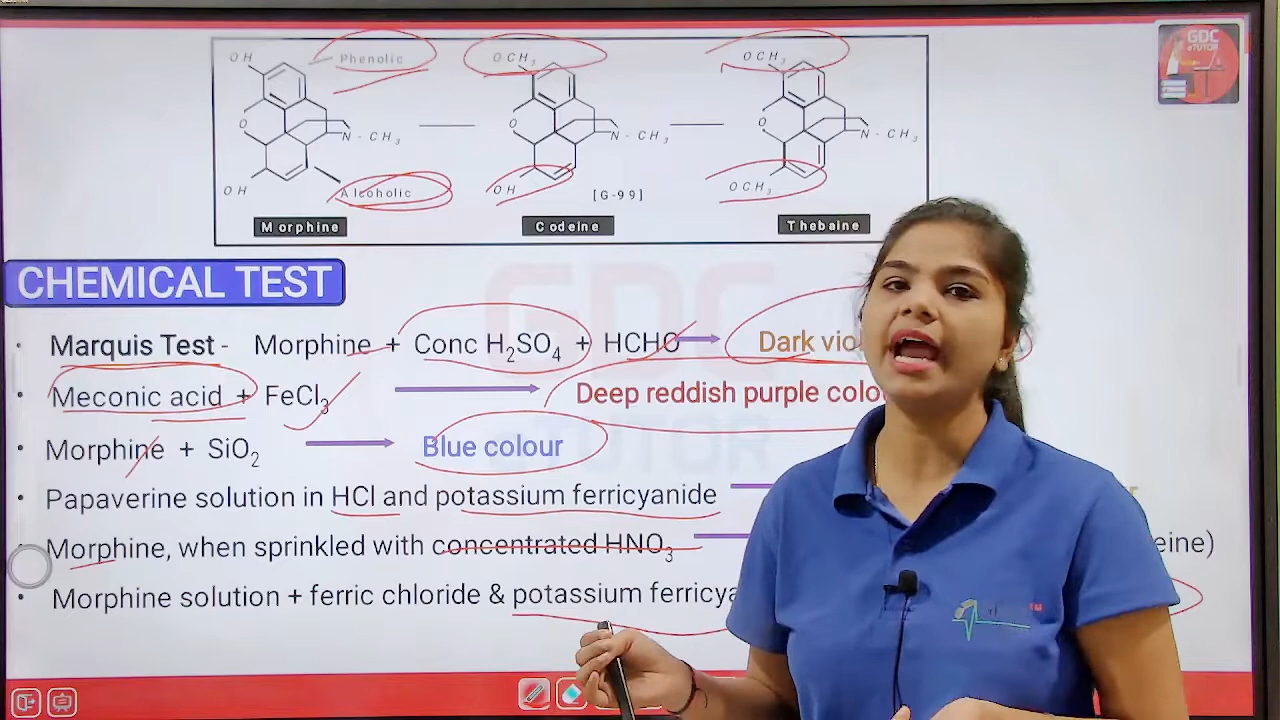 GDC
eTUTOR
OH Phenolic OCH3 OCH3
O O O
N - CH3 N - CH3 N - CH3
OH Alcoholic OH [G-99] OCH3
Morphine Codeine Thebaine
CHEMICAL TEST
• Marquis Test - Morphine + Conc H2SO4 + HCHO Dark vio
• Meconic acid + FeCl3 Deep reddish purple colo
• Morphine + SiO2 Blue colour
• Papaverine solution in HCl and potassium ferricyanide
• Morphine, when sprinkled with concentrated HNO3 eine)
• Morphine solution + ferric chloride & potassium ferricya